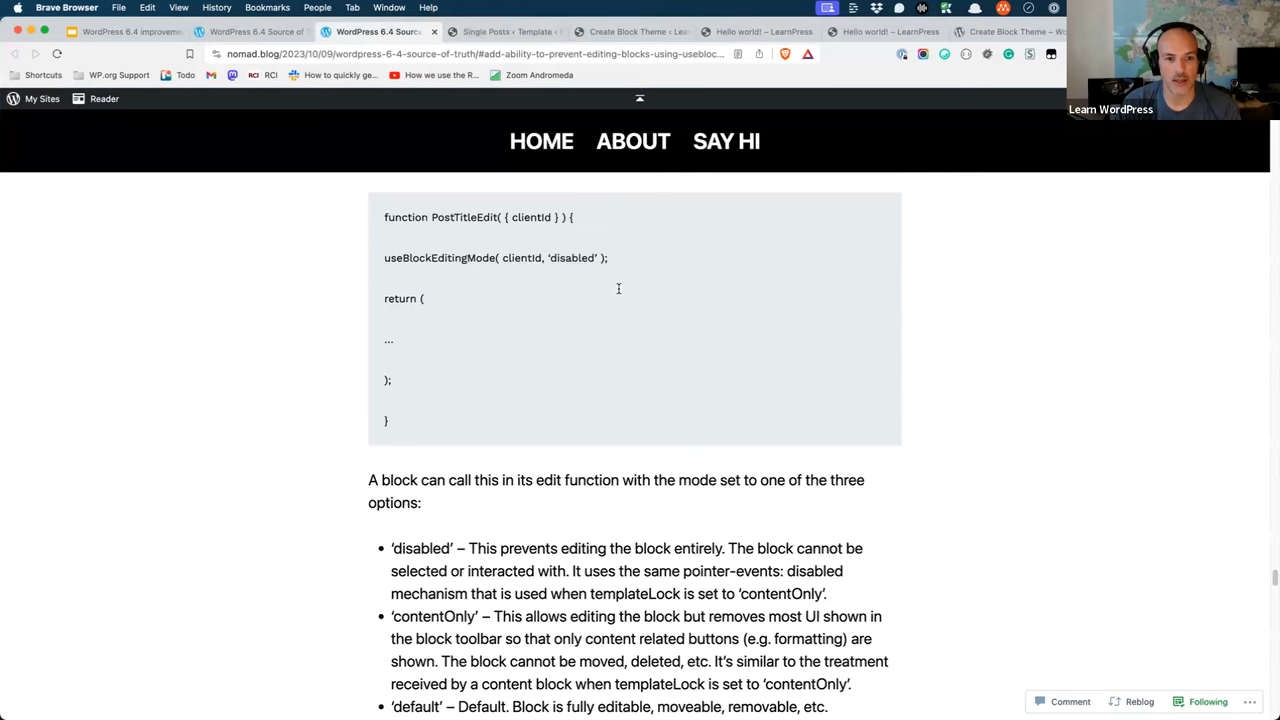 Brave Browser File Edit View History Bookmarks People Tab Window Help
WordPress 6.4 improveme
WordPress 6.4 Source of
WordPress 6.4 Source
Single Posts ‹ Template ‹
Create Block Theme ‹ Le
Hello world! – LearnPress
Hello world! – LearnPress
Create Block Theme – Wo
nomad.blog/2023/10/09/wordpress-6-4-source-of-truth/#add-ability-to-prevent-editing-blocks-using-usebloc...
Shortcuts WP.org Support Todo RCI How to quickly ge... How we use the R... Zoom Andromeda
Learn WordPress
My Sites Reader
HOME ABOUT SAY HI
function PostTitleEdit( { clientId } ) {
useBlockEditingMode( clientId, ‘disabled’ );
return (
...
);
}
A block can call this in its edit function with the mode set to one of the three
options:
• ‘disabled’ – This prevents editing the block entirely. The block cannot be
selected or interacted with. It uses the same pointer-events: disabled
mechanism that is used when templateLock is set to ‘contentOnly’.
• ‘contentOnly’ – This allows editing the block but removes most UI shown in
the block toolbar so that only content related buttons (e.g. formatting) are
shown. The block cannot be moved, deleted, etc. It’s similar to the treatment
received by a content block when templateLock is set to ‘contentOnly’.
• ‘default’ – Default. Block is fully editable, moveable, removable, etc.
Comment Reblog Following ...